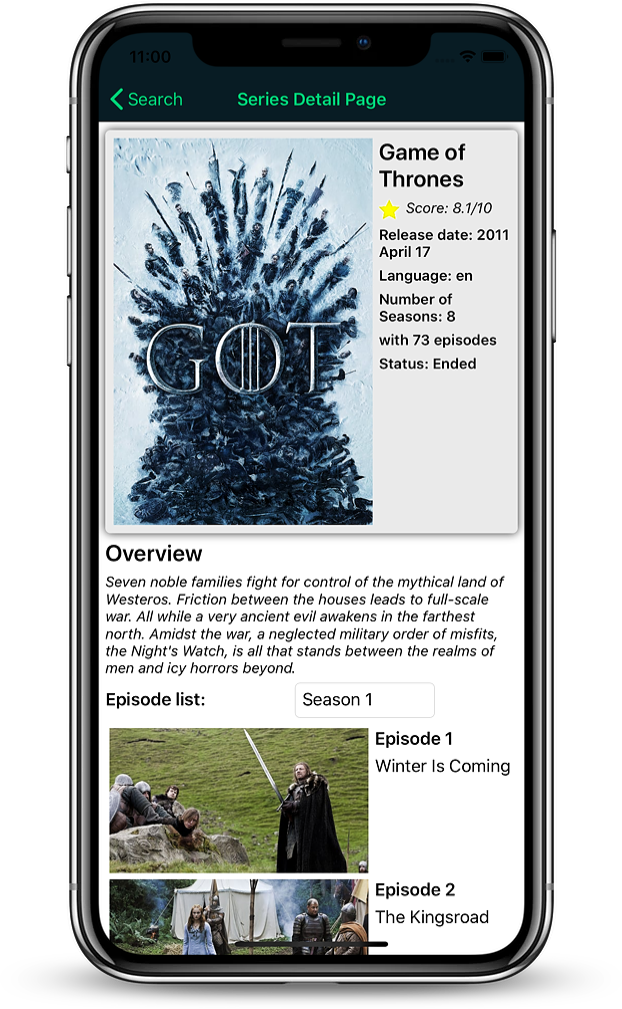 11:00
Search
Series Detail Page
Game of
Thrones
Score: 8.1/10
Release date: 2011
April 17
Language: en
Number of
Seasons: 8
with 73 episodes
Status: Ended
GOT
Overview
Seven noble families fight for control of the mythical land of
Westeros. Friction between the houses leads to full-scale
war. All while a very ancient evil awakens in the farthest
north. Amidst the war, a neglected military order of misfits,
the Night's Watch, is all that stands between the realms of
men and icy horrors beyond.
Episode list:
Season 1
Episode 1
Winter Is Coming
Episode 2
The Kingsroad